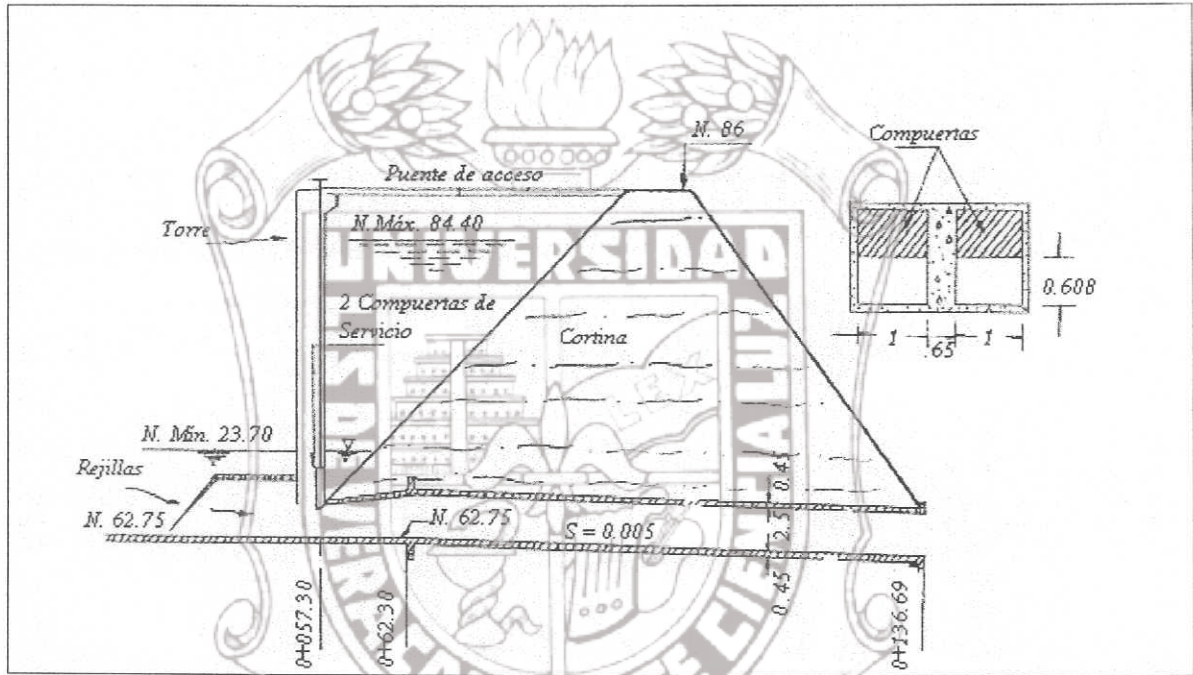 N. 86
Compuertas
Puente de acceso
Torre
N. Máx. 84.40
UNIVERSIDAD
0.608
2 Compuertas de
Servicio
Cortina
1
.65
1
N. Mín. 23.70
Rejillas
N. 62.75
N. 62.75
S = 0.005
0.45
2.5
0.45
0+057.30
0+62.30
0+136.69